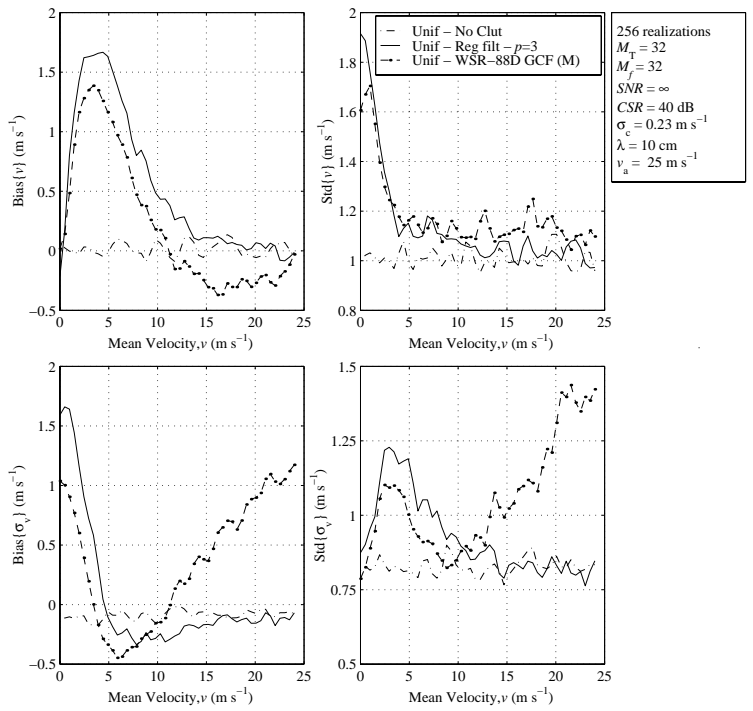 2
1.5
1
0.5
0
−0.5
0 5 10 15 20 25
Bias{v} (m s⁻¹)
Mean Velocity,v (m s⁻¹)
2
1.8
1.6
1.4
1.2
1
0.8
0 5 10 15 20 25
Std{v} (m s⁻¹)
Mean Velocity,v (m s⁻¹)
Unif − No Clut
Unif − Reg filt − p=3
Unif − WSR−88D GCF (M)
256 realizations
M_T = 32
M_f = 32
SNR = ∞
CSR = 40 dB
σ_c = 0.23 m s⁻¹
λ = 10 cm
v_a = 25 m s⁻¹
2
1.5
1
0.5
0
−0.5
0 5 10 15 20 25
Bias{σ_v} (m s⁻¹)
Mean Velocity,v (m s⁻¹)
1.5
1.25
1
0.75
0.5
0 5 10 15 20 25
Std{σ_v} (m s⁻¹)
Mean Velocity,v (m s⁻¹)